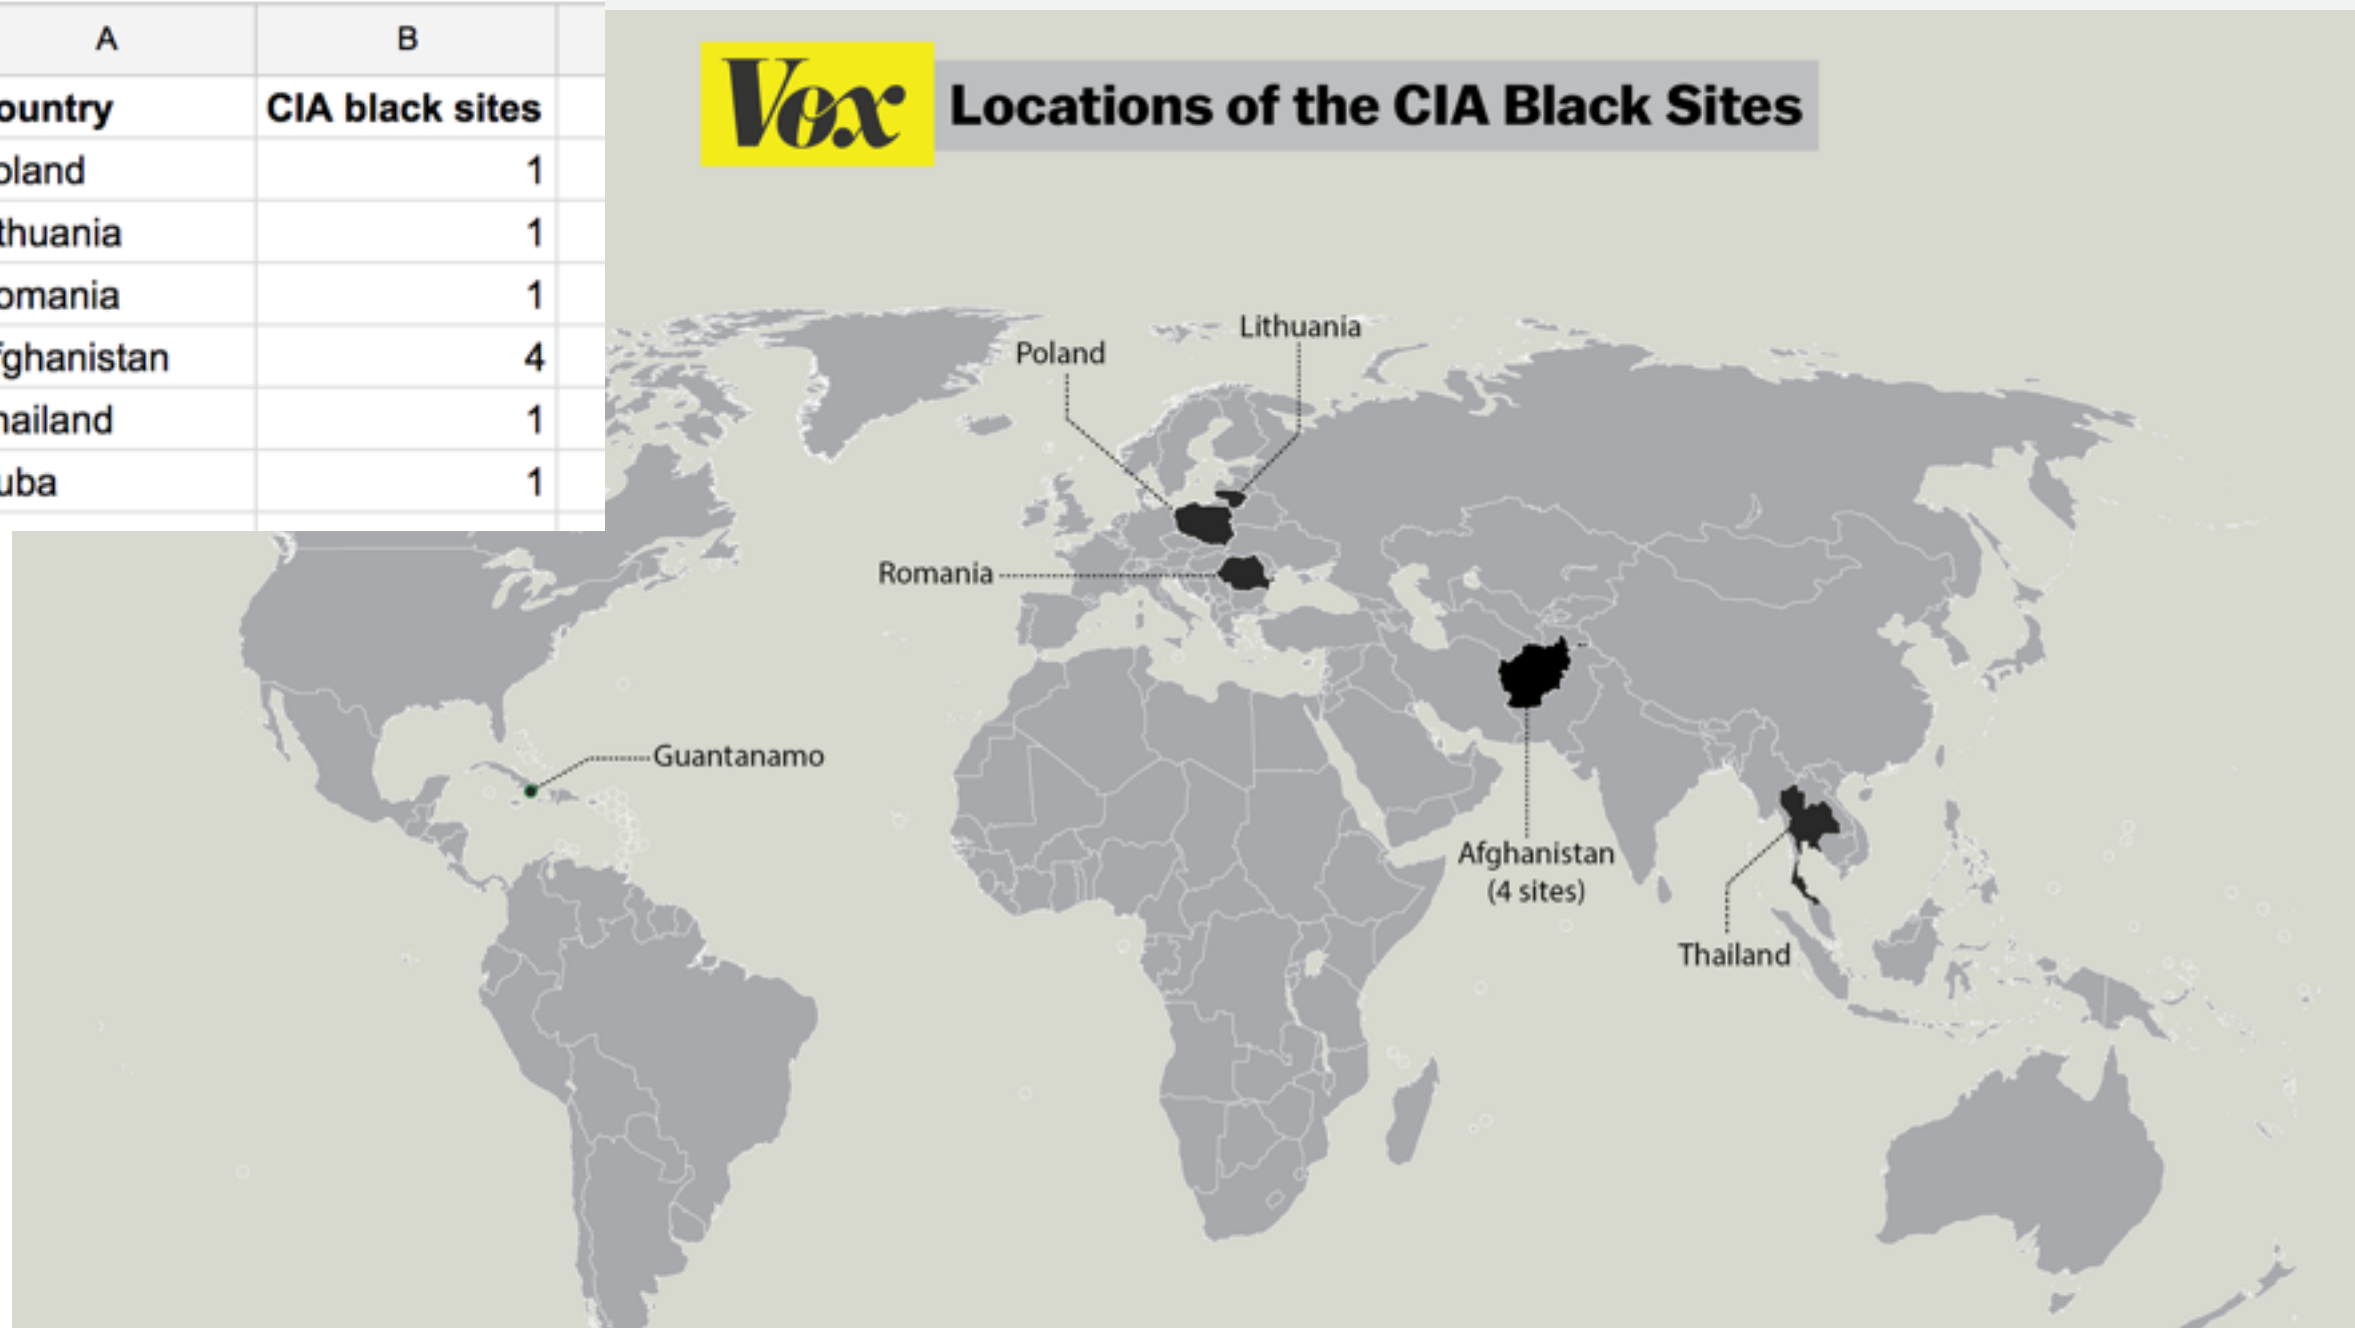 A B
ountry CIA black sites
oland 1
thuania 1
omania 1
fghanistan 4
hailand 1
uba 1
Vox Locations of the CIA Black Sites
Lithuania
Poland
Romania
Guantanamo
Afghanistan
(4 sites)
Thailand